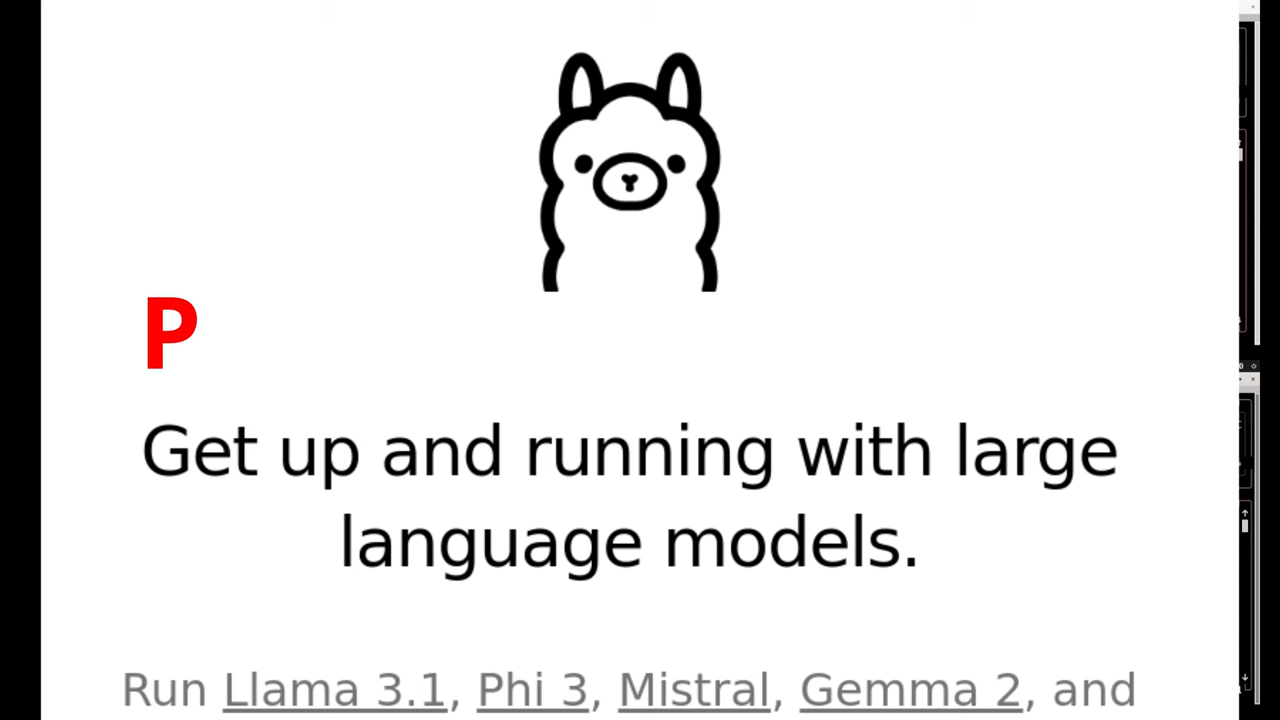 P
Get up and running with large
language models.
Run Llama 3.1, Phi 3, Mistral, Gemma 2, and